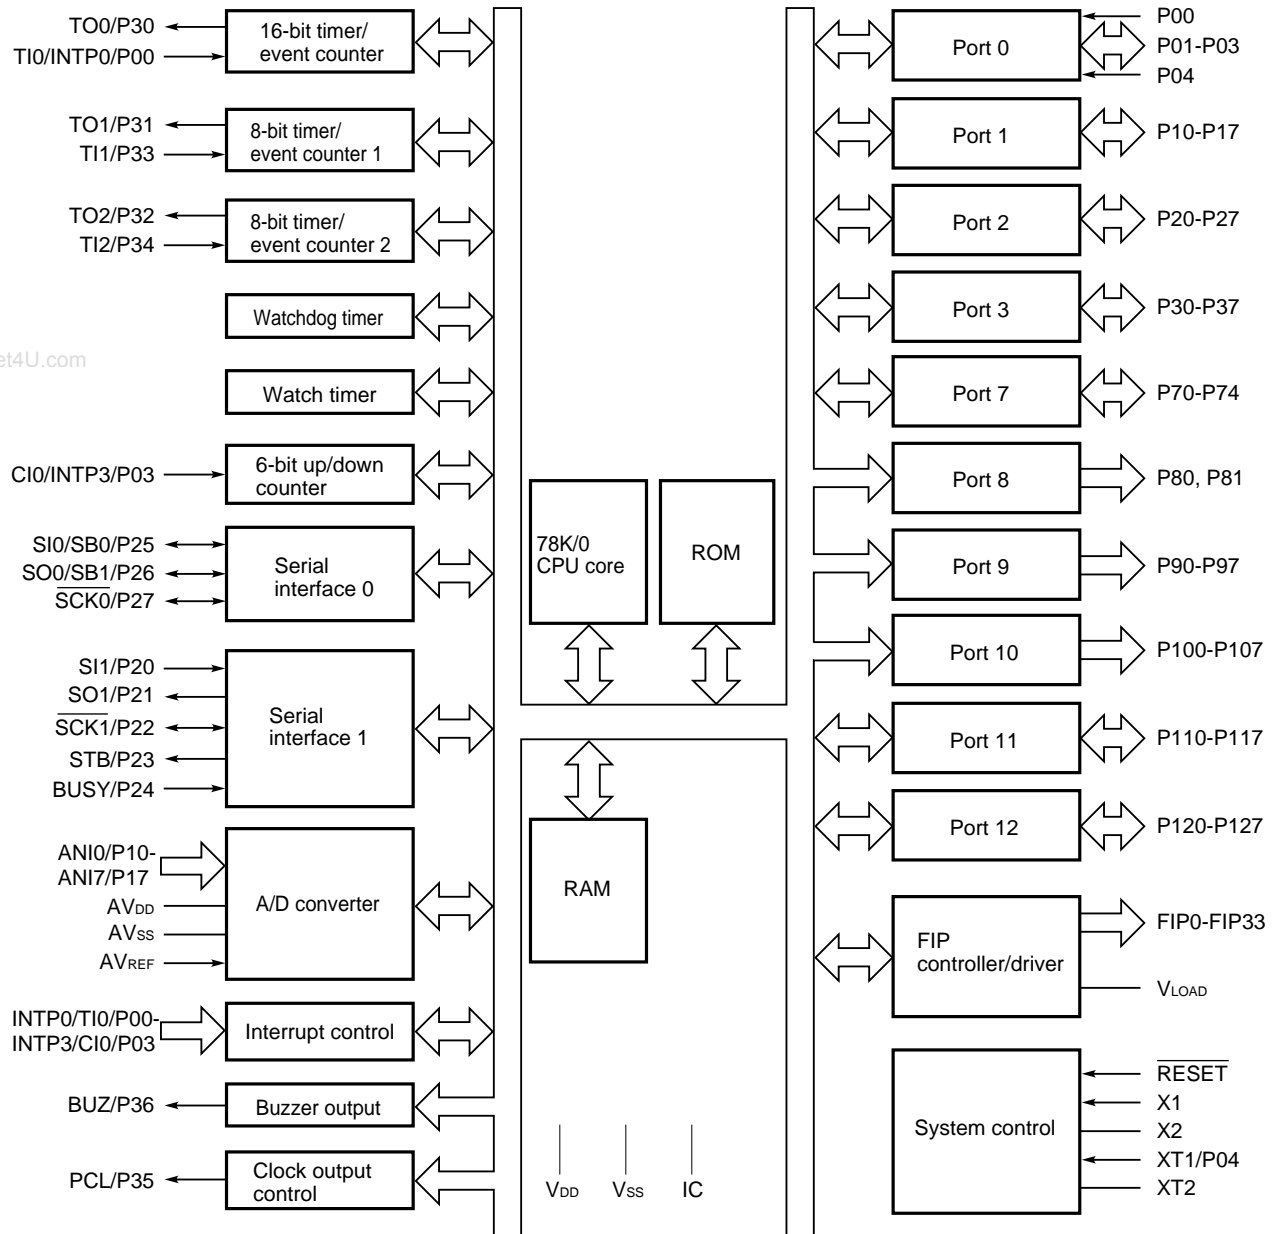 TO0/P30
TI0/INTP0/P00
16-bit timer/
event counter
TO1/P31
TI1/P33
8-bit timer/
event counter 1
TO2/P32
TI2/P34
8-bit timer/
event counter 2
Watchdog timer
et4U.com
Watch timer
CI0/INTP3/P03
6-bit up/down
counter
SI0/SB0/P25
SO0/SB1/P26
SCK0/P27
Serial
interface 0
SI1/P20
SO1/P21
SCK1/P22
STB/P23
BUSY/P24
Serial
interface 1
ANI0/P10-
ANI7/P17
AVDD
AVSS
AVREF
A/D converter
INTP0/TI0/P00-
INTP3/CI0/P03
Interrupt control
BUZ/P36
Buzzer output
PCL/P35
Clock output
control
78K/0
CPU core
ROM
RAM
VDD
VSS
IC
Port 0
P00
P01-P03
P04
Port 1
P10-P17
Port 2
P20-P27
Port 3
P30-P37
Port 7
P70-P74
Port 8
P80, P81
Port 9
P90-P97
Port 10
P100-P107
Port 11
P110-P117
Port 12
P120-P127
FIP
controller/driver
FIP0-FIP33
VLOAD
System control
RESET
X1
X2
XT1/P04
XT2